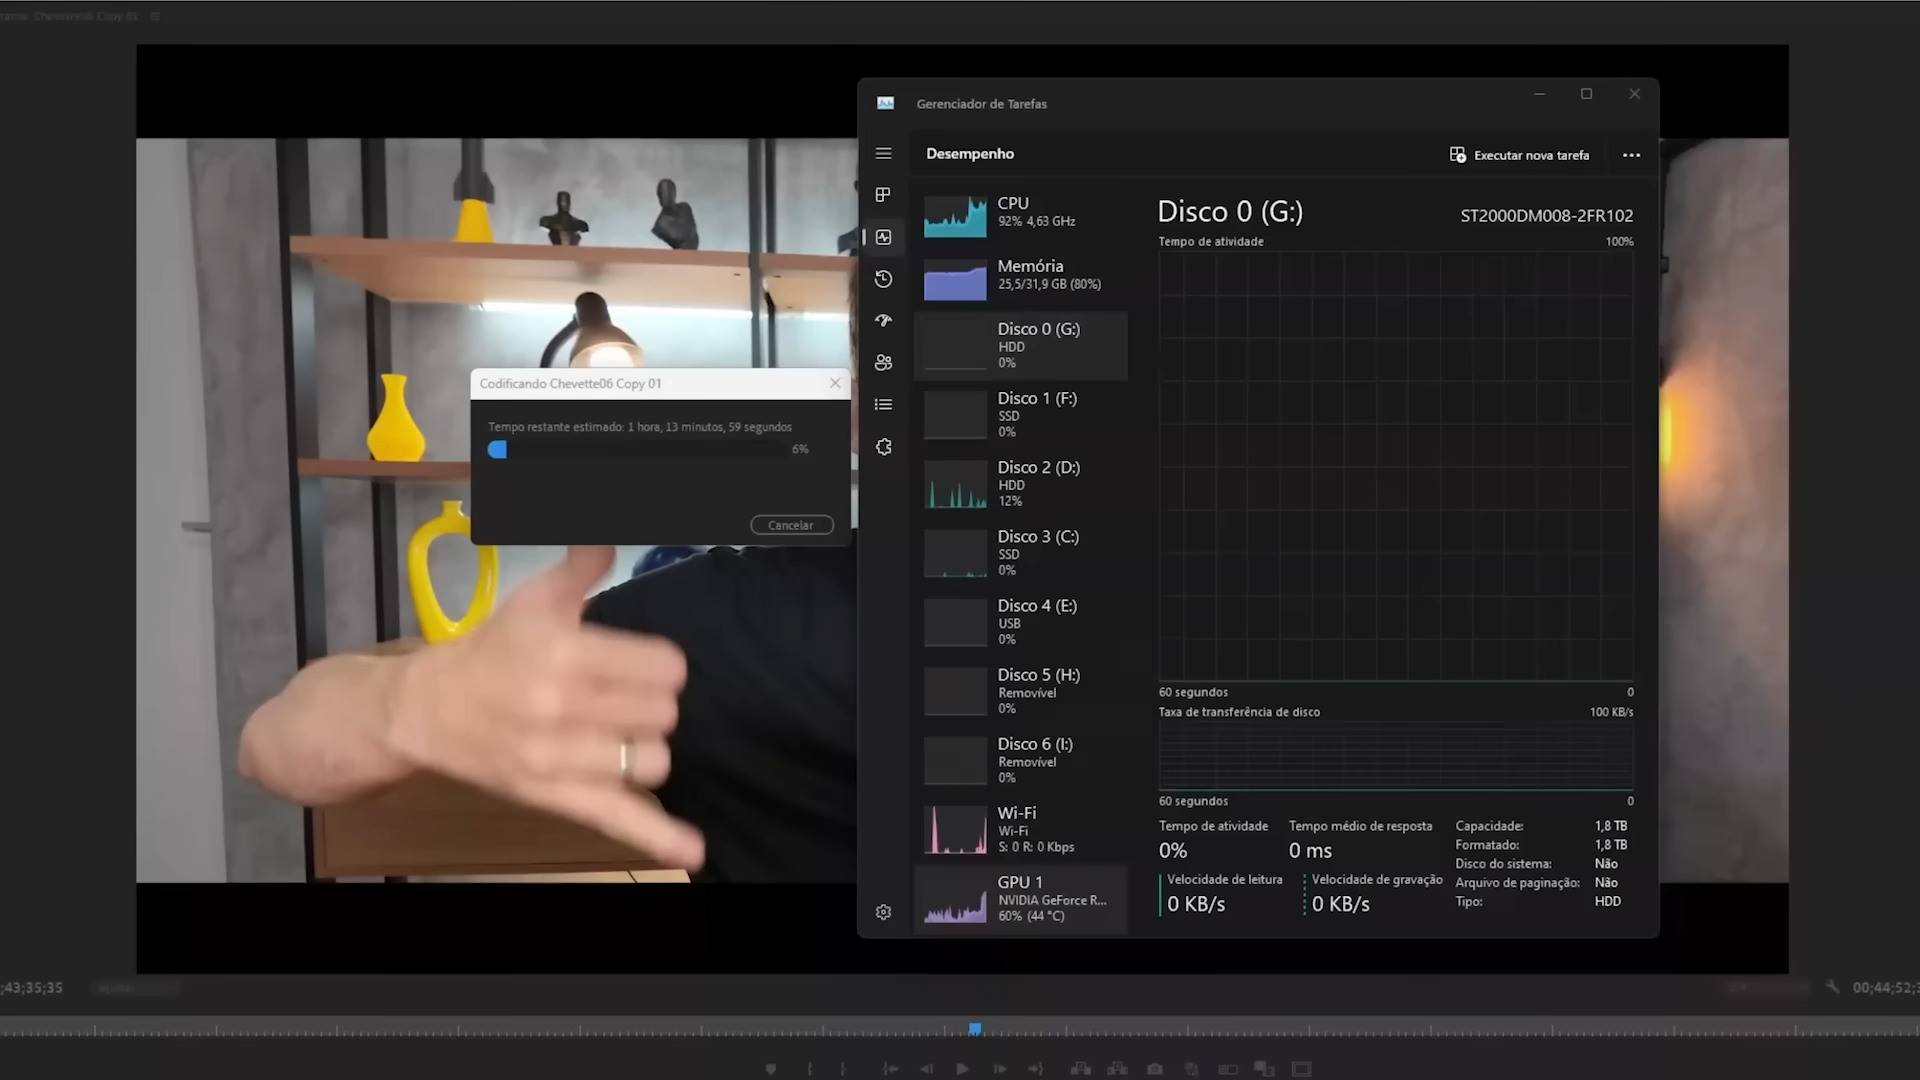 Chevette06 Copy 01
Gerenciador de Tarefas
Desempenho
Executar nova tarefa
CPU
92% 4,63 GHz
Memória
25,5/31,9 GB (80%)
Disco 0 (G:)
HDD
0%
Disco 1 (F:)
SSD
0%
Disco 2 (D:)
HDD
12%
Disco 3 (C:)
SSD
0%
Disco 4 (E:)
USB
0%
Disco 5 (H:)
Removível
0%
Disco 6 (I:)
Removível
0%
Wi-Fi
Wi-Fi
S: 0 R: 0 Kbps
GPU 1
NVIDIA GeForce R...
60% (44 °C)
Disco 0 (G:)
ST2000DM008-2FR102
Tempo de atividade 100%
60 segundos 0
Taxa de transferência de disco 100 KB/s
60 segundos 0
Tempo de atividade
0%
Tempo médio de resposta
0 ms
Velocidade de leitura
0 KB/s
Velocidade de gravação
0 KB/s
Capacidade: 1,8 TB
Formatado: 1,8 TB
Disco do sistema: Não
Arquivo de paginação: Não
Tipo: HDD
Codificando Chevette06 Copy 01
Tempo restante estimado: 1 hora, 13 minutos, 59 segundos
6%
Cancelar
;43;35;35
00;44;52;3